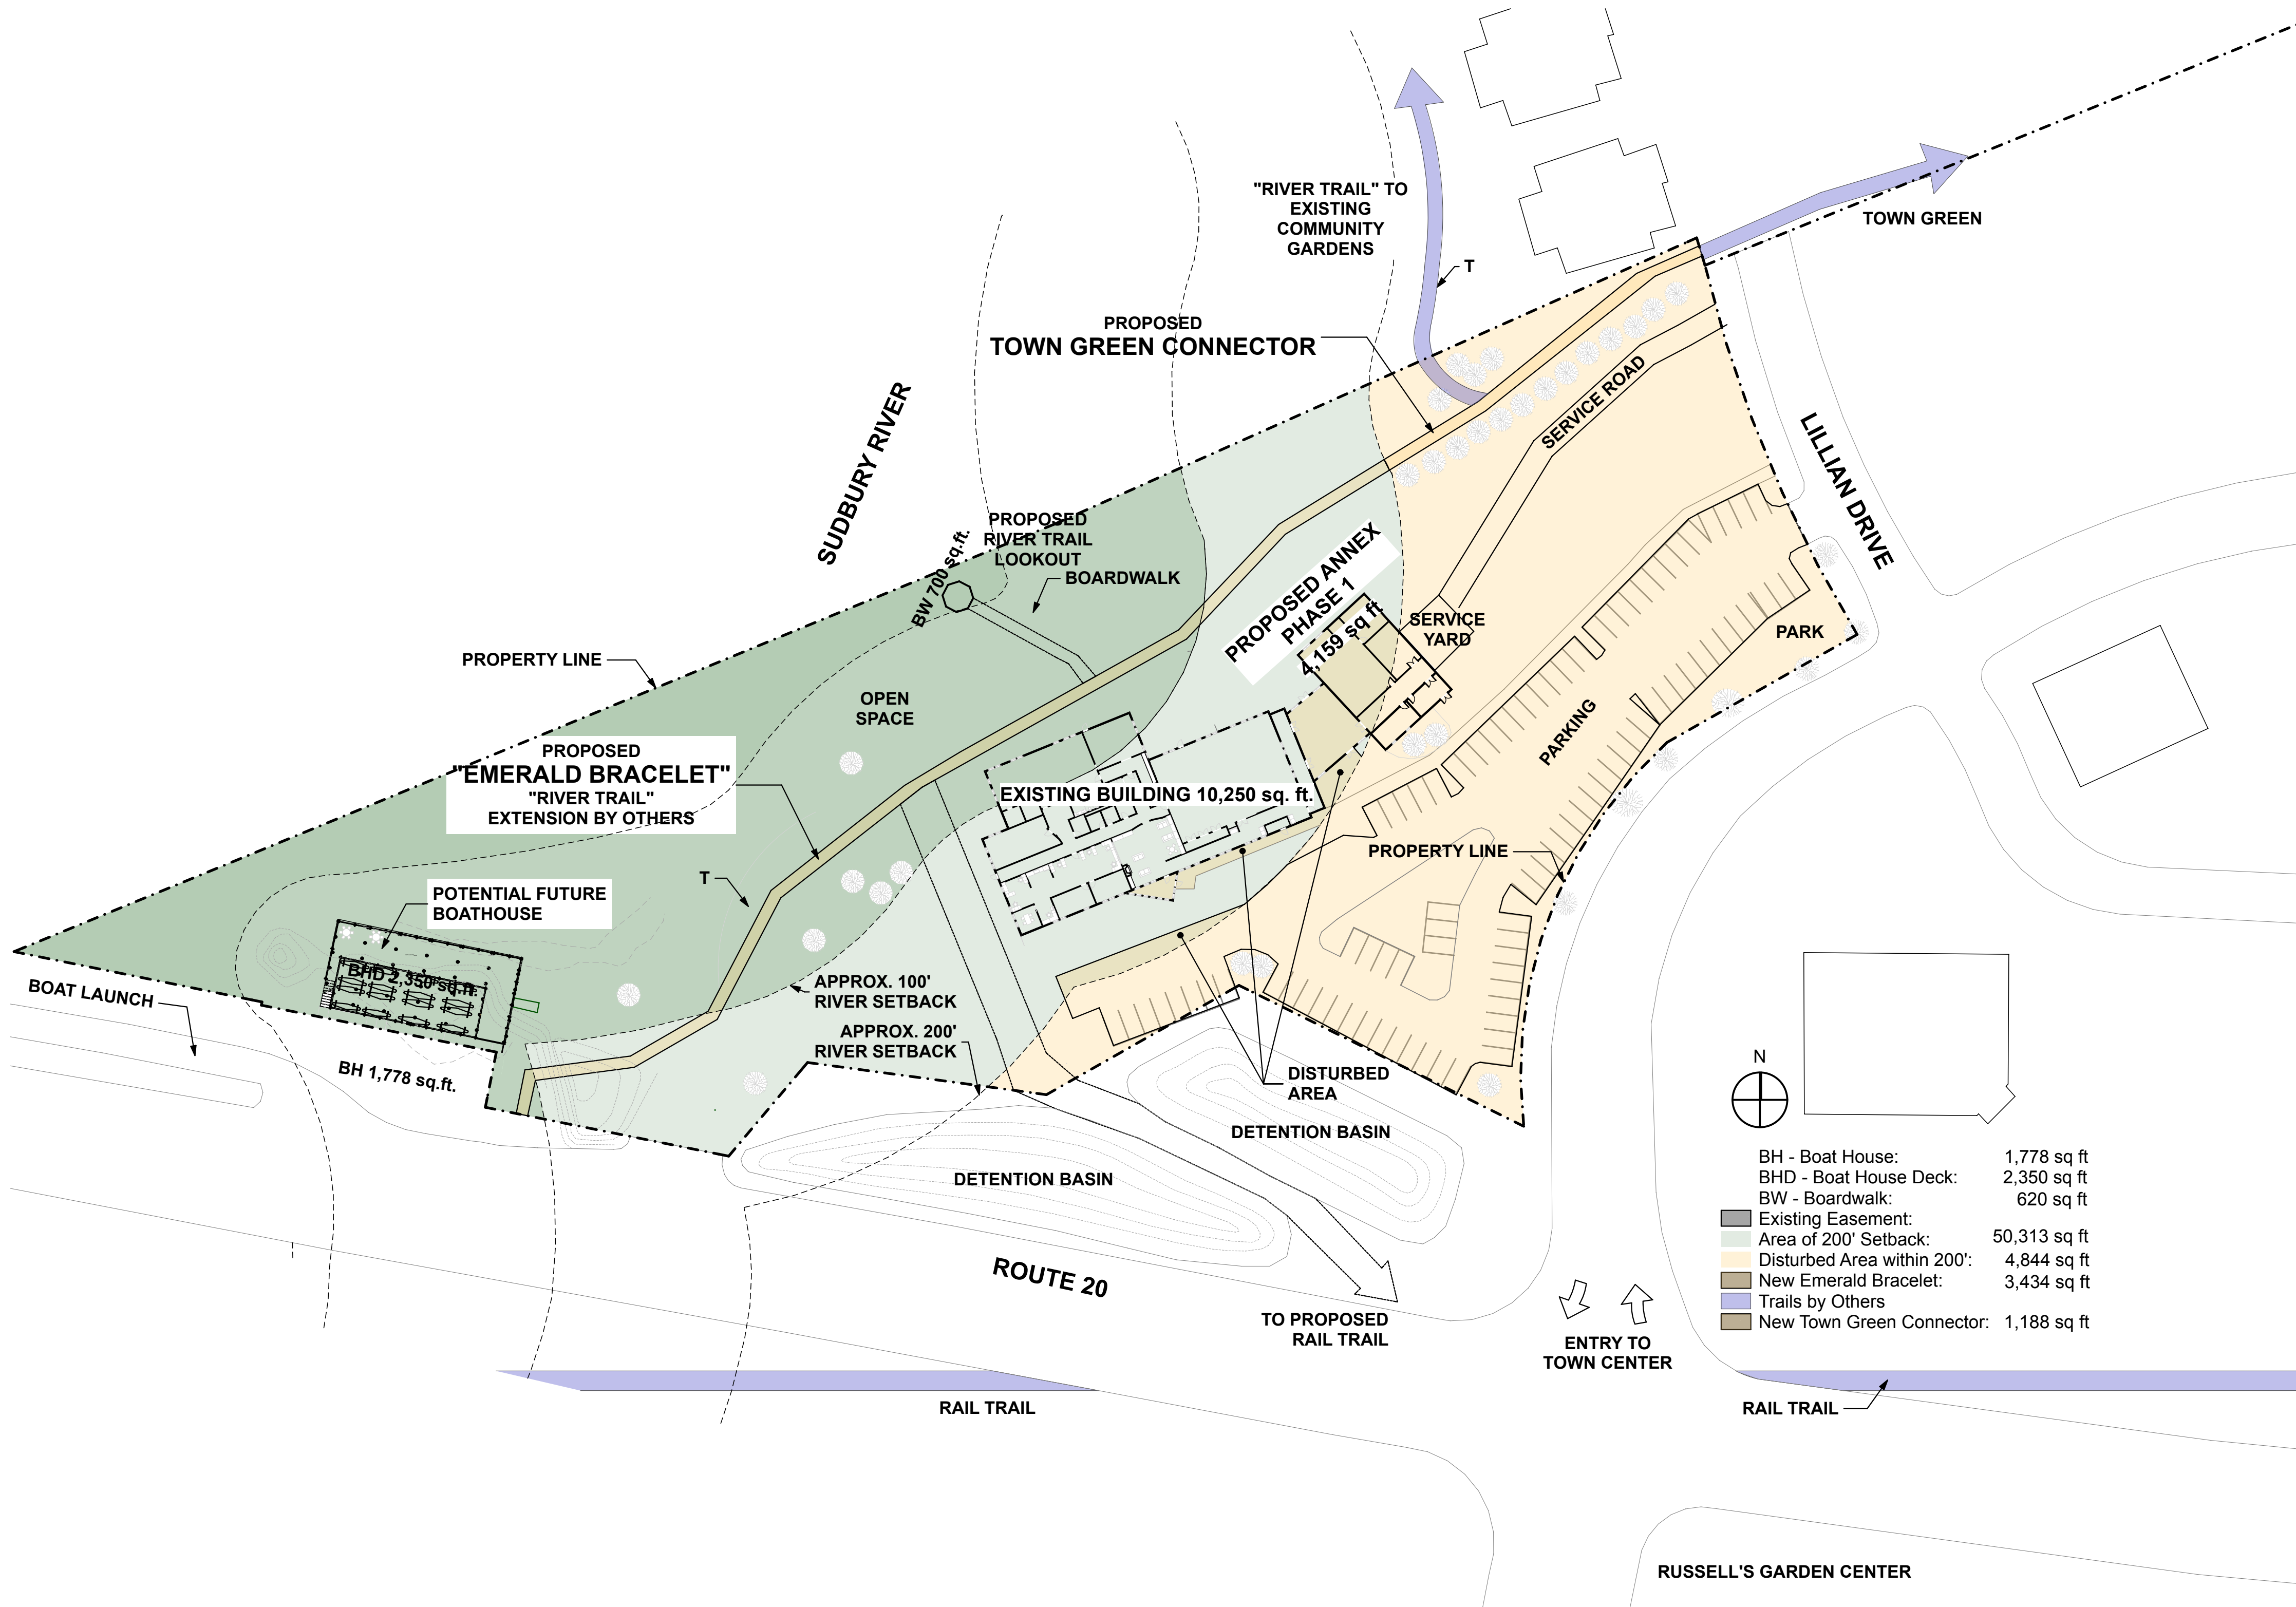 "RIVER TRAIL" TO
EXISTING
COMMUNITY
GARDENS
TOWN GREEN
T
PROPOSED
TOWN GREEN CONNECTOR
SERVICE ROAD
LILLIAN DRIVE
SUDBURY RIVER
PROPOSED
RIVER TRAIL
LOOKOUT
BW 700 sq.ft.
BOARDWALK
PROPOSED ANNEX
PHASE 1
4,159 sq ft
SERVICE
YARD
PARK
PROPERTY LINE
OPEN
SPACE
PARKING
PROPOSED
"EMERALD BRACELET"
"RIVER TRAIL"
EXTENSION BY OTHERS
EXISTING BUILDING 10,250 sq. ft.
PROPERTY LINE
T
POTENTIAL FUTURE
BOATHOUSE
BHD 2,350 sq.ft.
BOAT LAUNCH
APPROX. 100'
RIVER SETBACK
APPROX. 200'
RIVER SETBACK
BH 1,778 sq.ft.
DISTURBED
AREA
DETENTION BASIN
DETENTION BASIN
N
BH - Boat House: 1,778 sq ft
BHD - Boat House Deck: 2,350 sq ft
BW - Boardwalk: 620 sq ft
Existing Easement:
Area of 200' Setback: 50,313 sq ft
Disturbed Area within 200': 4,844 sq ft
New Emerald Bracelet: 3,434 sq ft
Trails by Others
New Town Green Connector: 1,188 sq ft
ROUTE 20
TO PROPOSED
RAIL TRAIL
ENTRY TO
TOWN CENTER
RAIL TRAIL
RAIL TRAIL
RUSSELL'S GARDEN CENTER